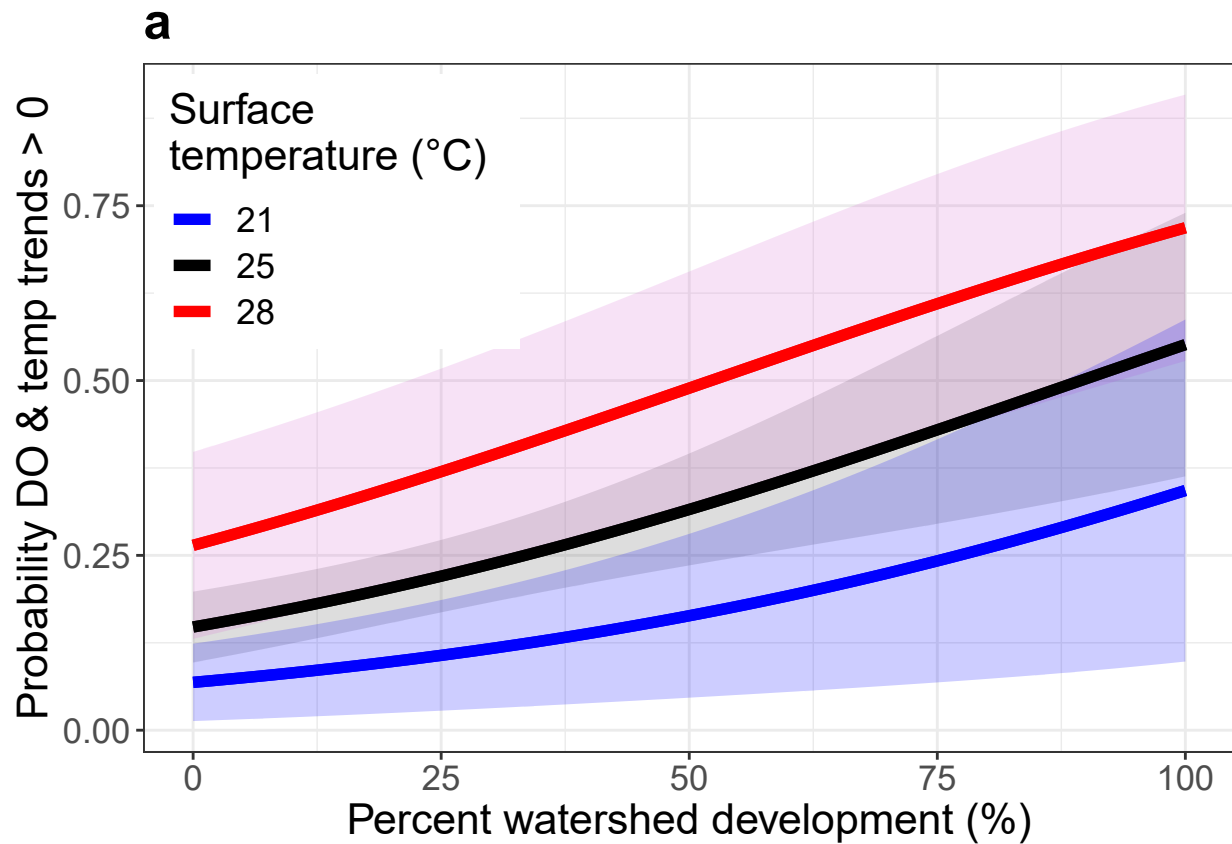 a
Probability DO & temp trends > 0
Surface
temperature (°C)
21
25
28
0.75
0.50
0.25
0.00
0 25 50 75 100
Percent watershed development (%)